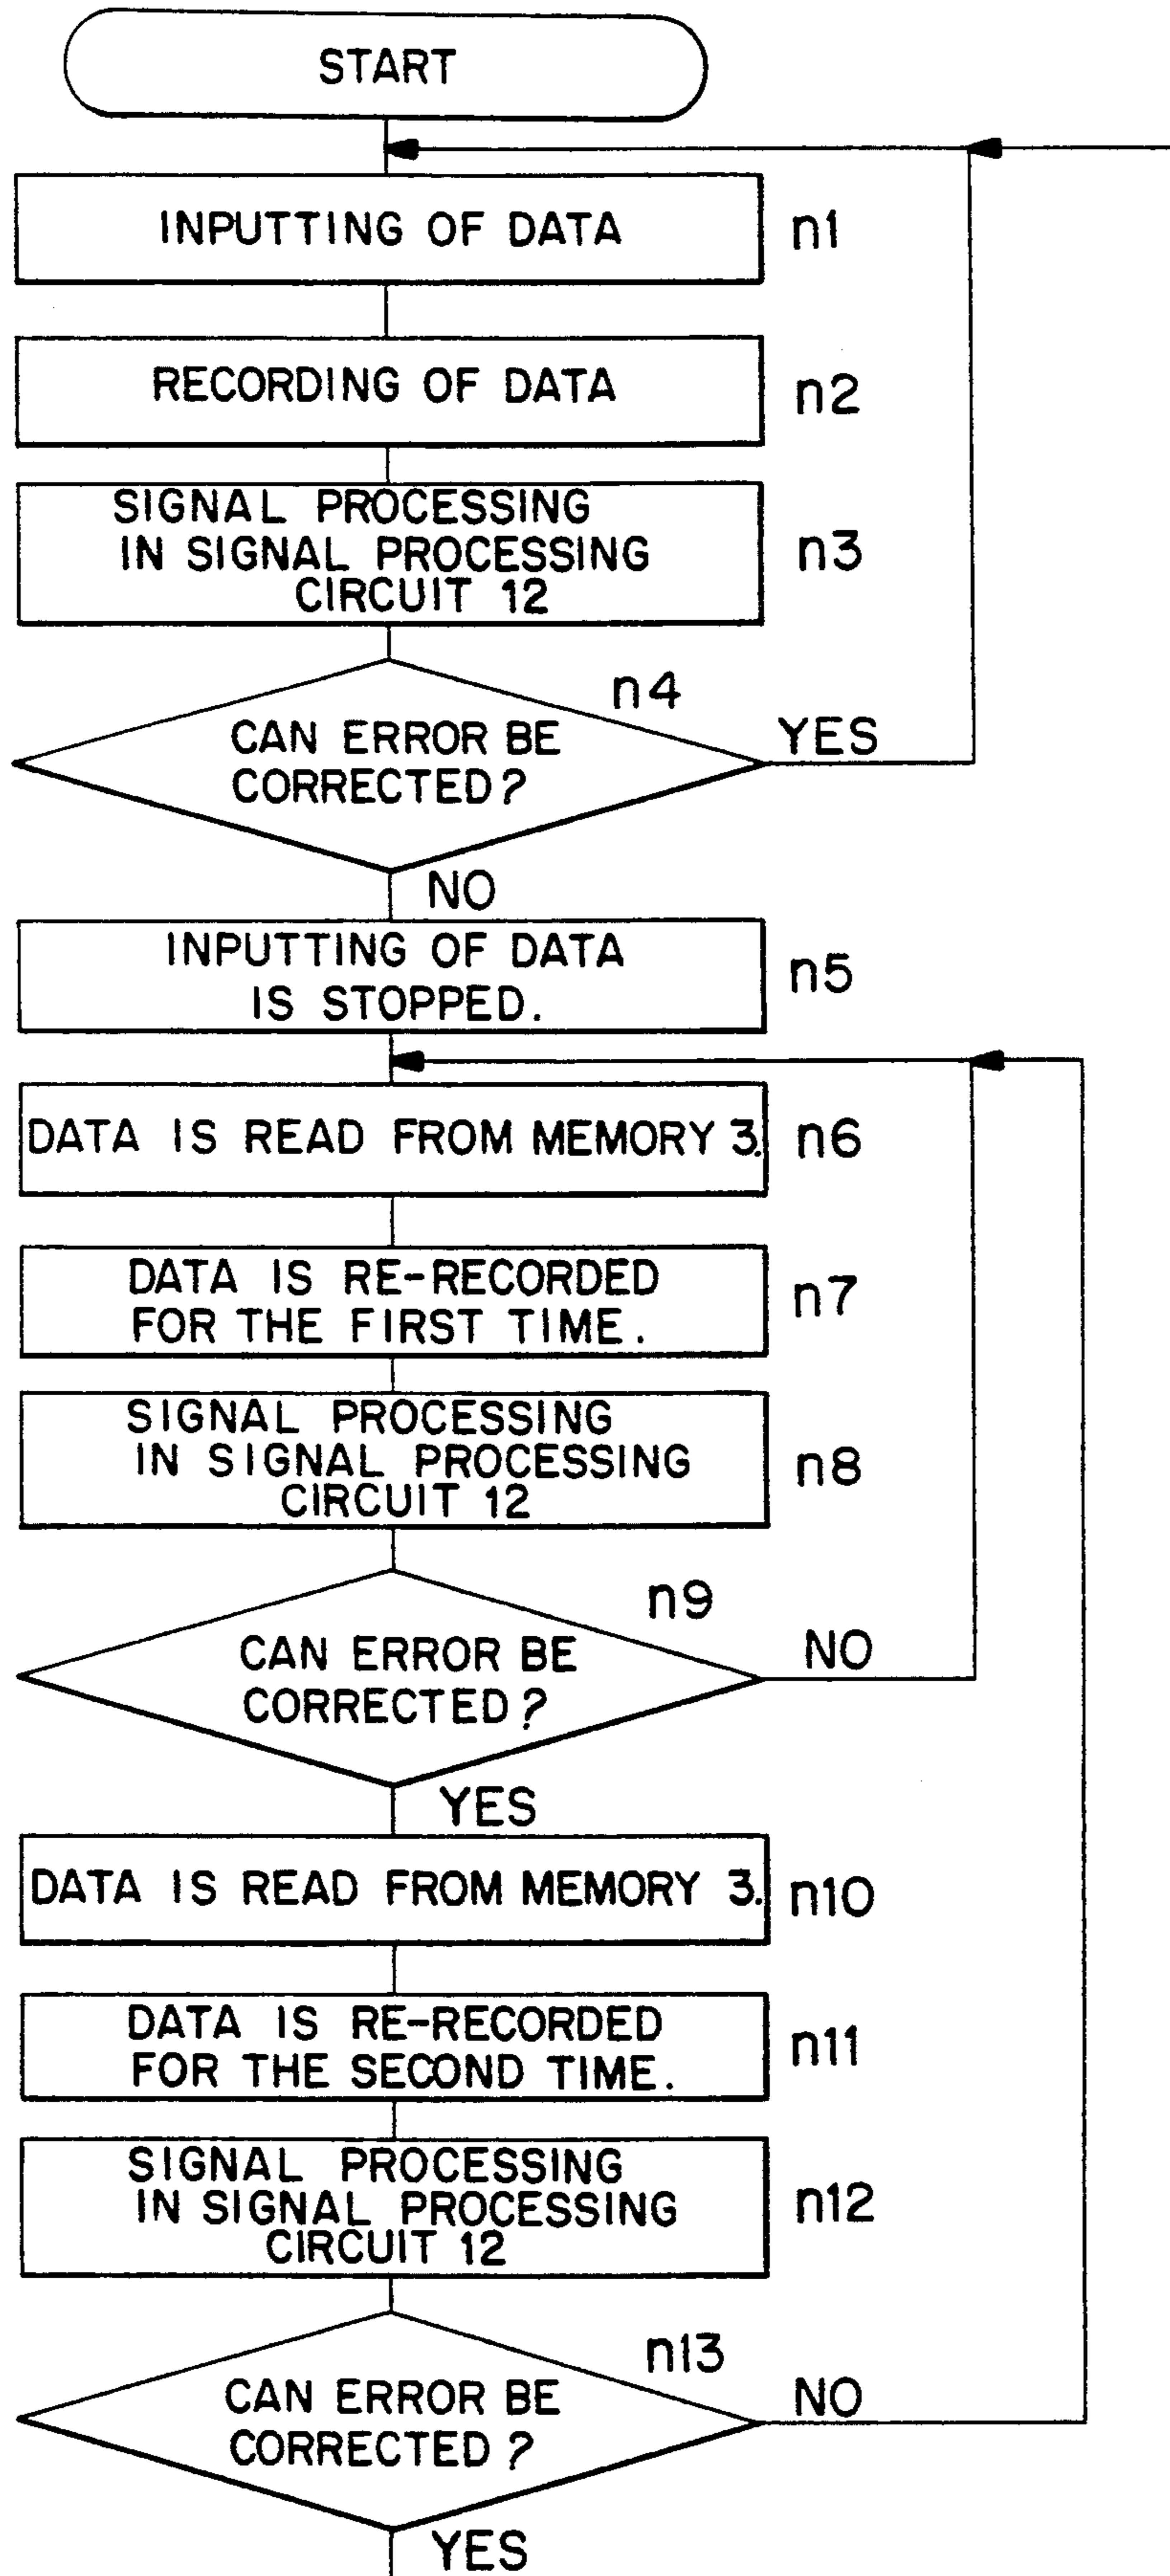 START
INPUTTING OF DATA
n1
RECORDING OF DATA
n2
SIGNAL PROCESSING
IN SIGNAL PROCESSING
CIRCUIT 12
n3
n4
CAN ERROR BE
CORRECTED?
YES
NO
INPUTTING OF DATA
IS STOPPED.
n5
DATA IS READ FROM MEMORY 3.
n6
DATA IS RE-RECORDED
FOR THE FIRST TIME.
n7
SIGNAL PROCESSING
IN SIGNAL PROCESSING
CIRCUIT 12
n8
n9
CAN ERROR BE
CORRECTED?
NO
YES
DATA IS READ FROM MEMORY 3.
n10
DATA IS RE-RECORDED
FOR THE SECOND TIME.
n11
SIGNAL PROCESSING
IN SIGNAL PROCESSING
CIRCUIT 12
n12
n13
CAN ERROR BE
CORRECTED?
NO
YES